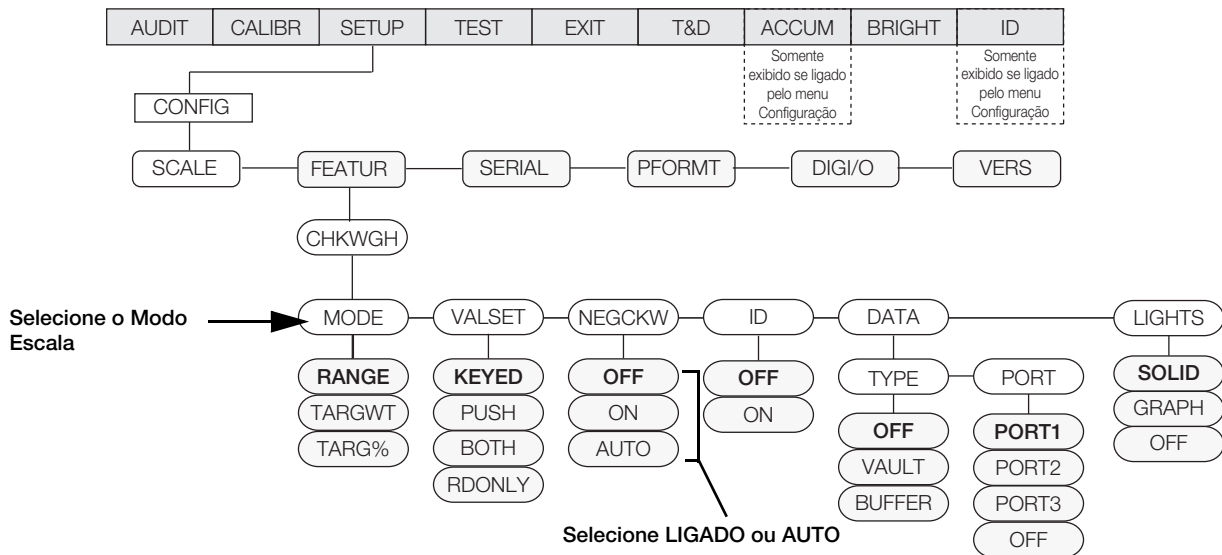 AUDIT CALIBR SETUP TEST EXIT T&D ACCUM BRIGHT ID
Somente
exibido se ligado
pelo menu
Configuração
Somente
exibido se ligado
pelo menu
Configuração
CONFIG
SCALE FEATUR SERIAL PFORMT DIGI/O VERS
CHKWGH
Selecione o Modo
Escala
MODE VALSET NEGCKW ID DATA LIGHTS
RANGE KEYED OFF OFF TYPE PORT SOLID
TARGWT PUSH ON ON OFF PORT1 GRAPH
TARG% BOTH AUTO VAULT PORT2 OFF
RDONLY BUFFER PORT3
OFF
Selecione LIGADO ou AUTO